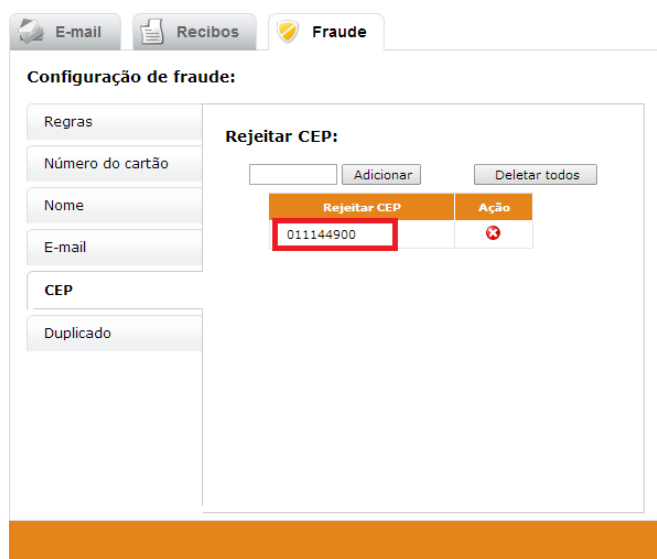 E-mail Recibos Fraude
Configuração de fraude:
Regras
Número do cartão
Nome
E-mail
CEP
Duplicado
Rejeitar CEP:
Adicionar Deletar todos
Rejeitar CEP Ação
011144900